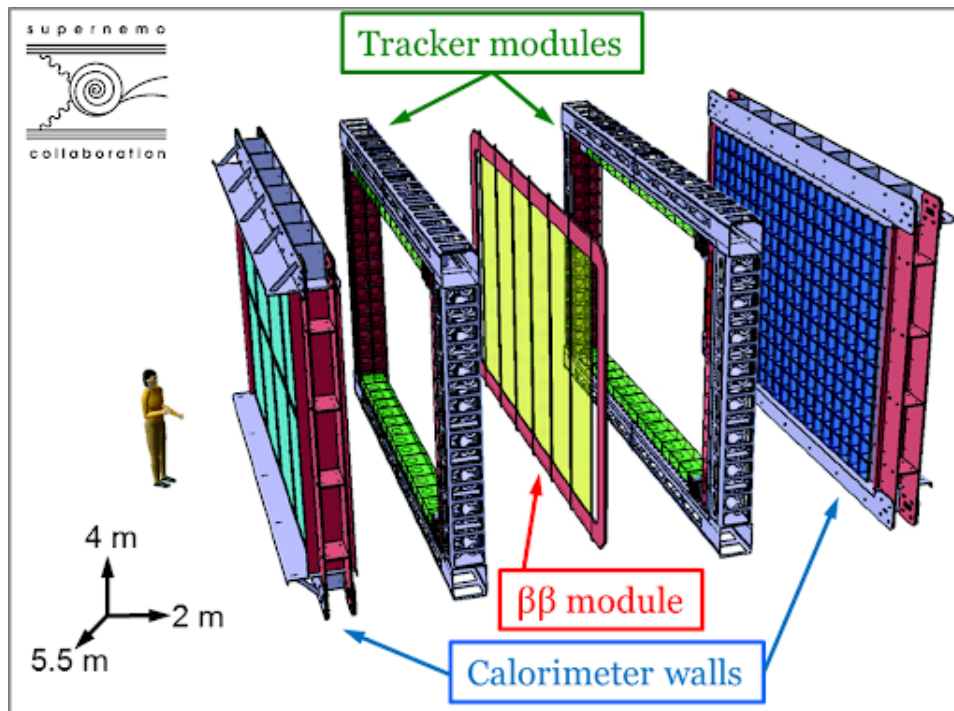 supernemo
collaboration
Tracker modules
ββ module
Calorimeter walls
4 m
2 m
5.5 m